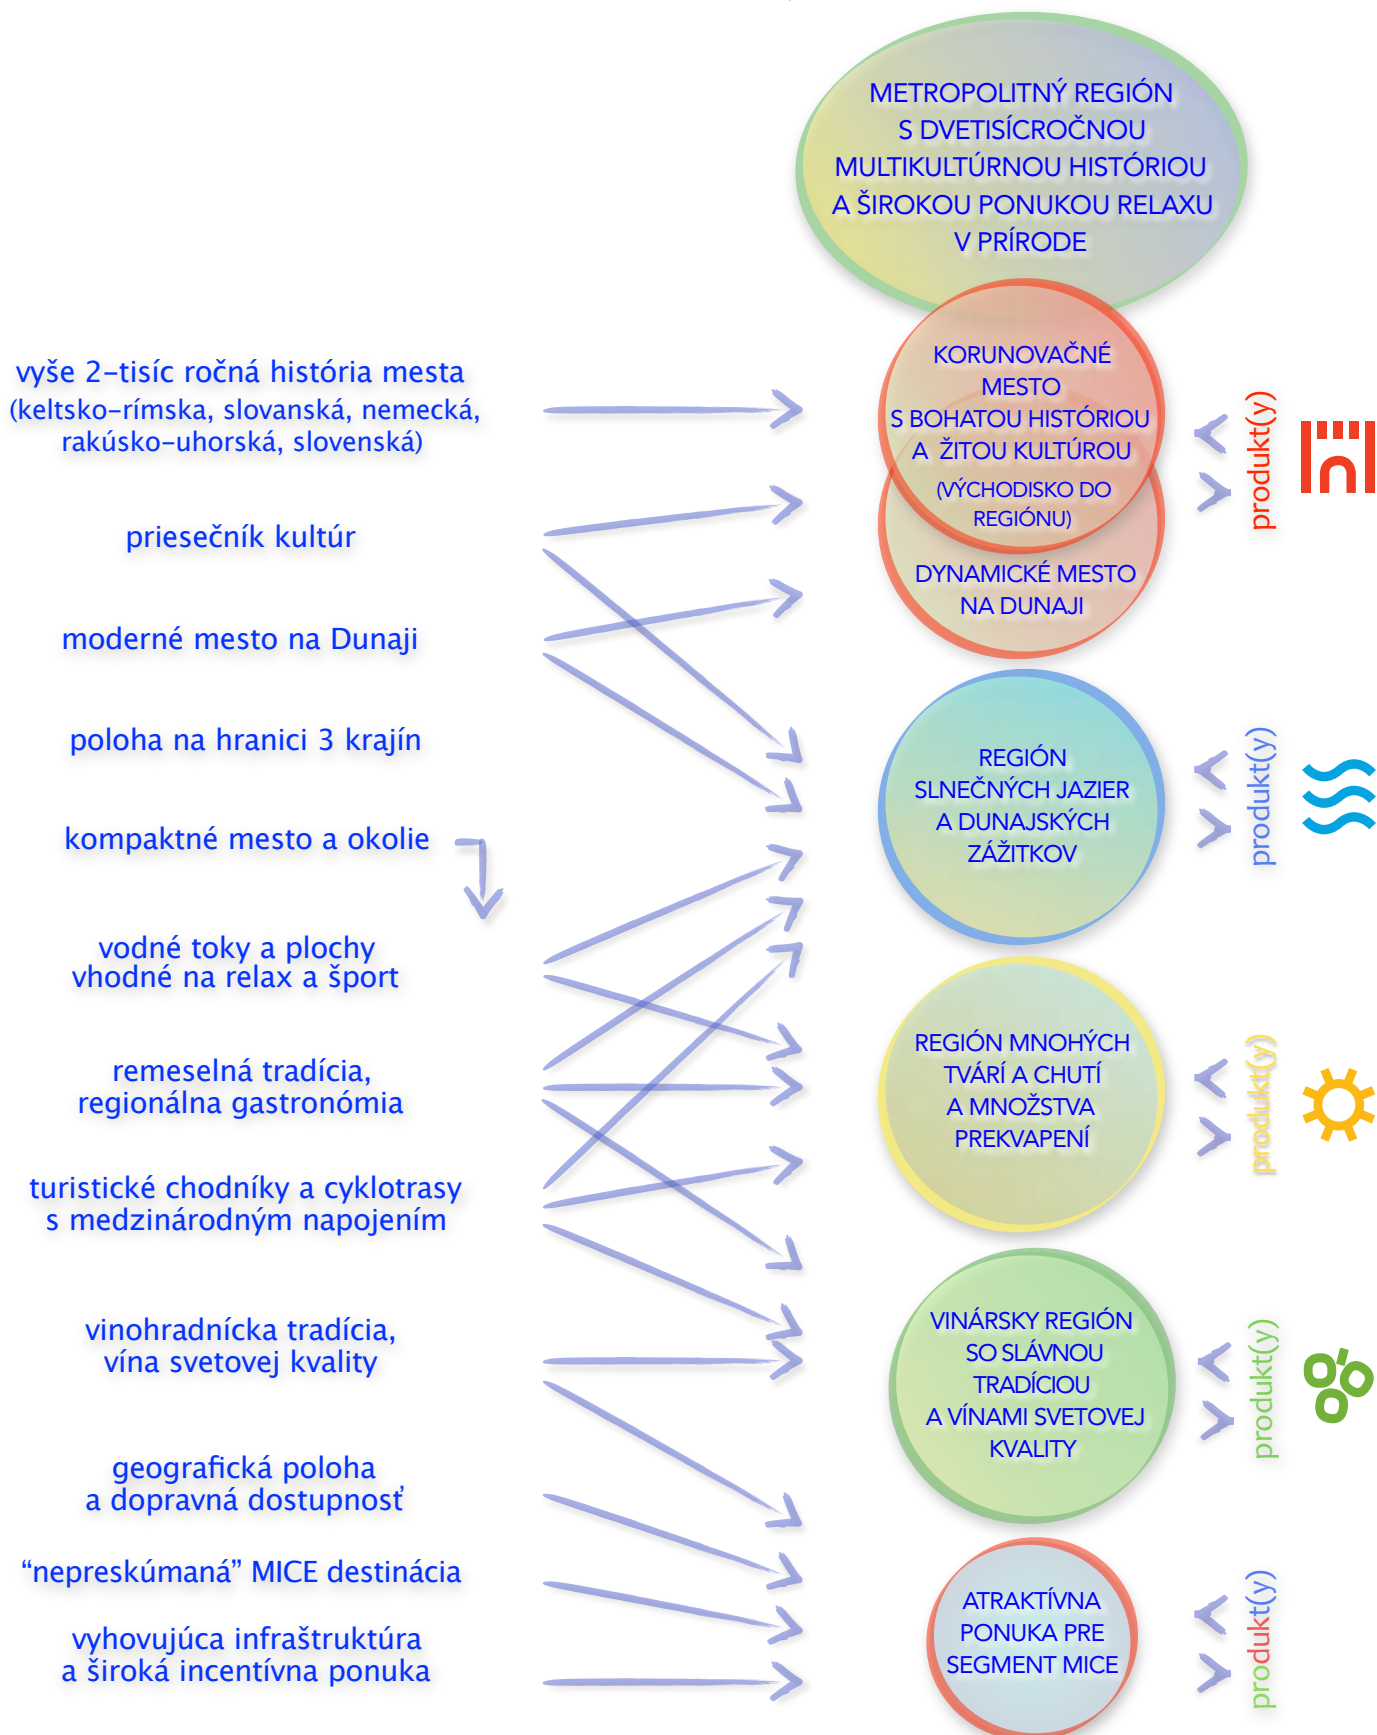 METROPOLITNÝ REGIÓN
S DVETISÍCROČNOU
MULTIKULTÚRNOU HISTÓRIOU
A ŠIROKOU PONUKOU RELAXU
V PRÍRODE
vyše 2-tisíc ročná história mesta
(keltsko-rímska, slovanská, nemecká,
rakúsko-uhorská, slovenská)
priesečník kultúr
moderné mesto na Dunaji
poloha na hranici 3 krajín
kompaktné mesto a okolie
vodné toky a plochy
vhodné na relax a šport
remeselná tradícia,
regionálna gastronómia
turistické chodníky a cyklotrasy
s medzinárodným napojením
vinohradnícka tradícia,
vína svetovej kvality
geografická poloha
a dopravná dostupnosť
“nepreskúmaná” MICE destinácia
vyhovujúca infraštruktúra
a široká incentívna ponuka
KORUNOVAČNÉ
MESTO
S BOHATOU HISTÓRIOU
A ŽITOU KULTÚROU
(VÝCHODISKO DO
REGIÓNU)
DYNAMICKÉ MESTO
NA DUNAJI
produkt(y)
REGIÓN
SLNEČNÝCH JAZIER
A DUNAJSKÝCH
ZÁŽITKOV
produkt(y)
REGIÓN MNOHÝCH
TVÁRÍ A CHUTÍ
A MNOŽSTVA
PREKVAPENÍ
produkt(y)
VINÁRSKY REGIÓN
SO SLÁVNOU
TRADÍCIOU
A VÍNAMI SVETOVEJ
KVALITY
produkt(y)
ATRAKTÍVNA
PONUKA PRE
SEGMENT MICE
produkt(y)